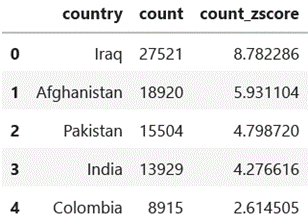 country count count_zscore
0 Iraq 27521 8.782286
1 Afghanistan 18920 5.931104
2 Pakistan 15504 4.798720
3 India 13929 4.276616
4 Colombia 8915 2.614505